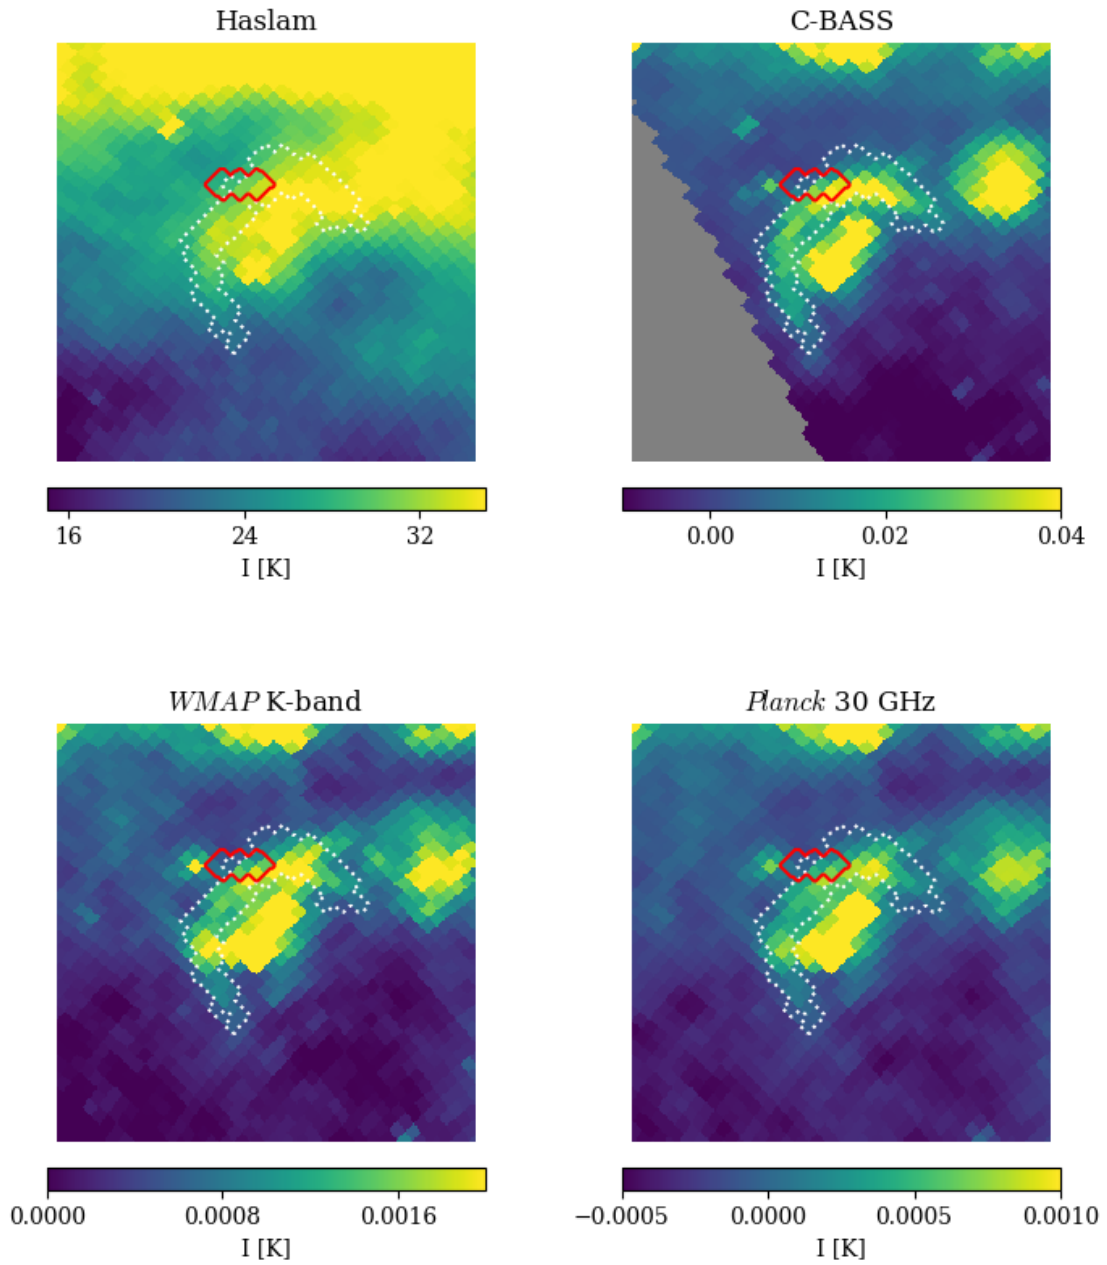 Haslam
C-BASS
16 24 32
I [K]
0.00 0.02 0.04
I [K]
WMAP K-band
Planck 30 GHz
0.0000 0.0008 0.0016
I [K]
−0.0005 0.0000 0.0005 0.0010
I [K]